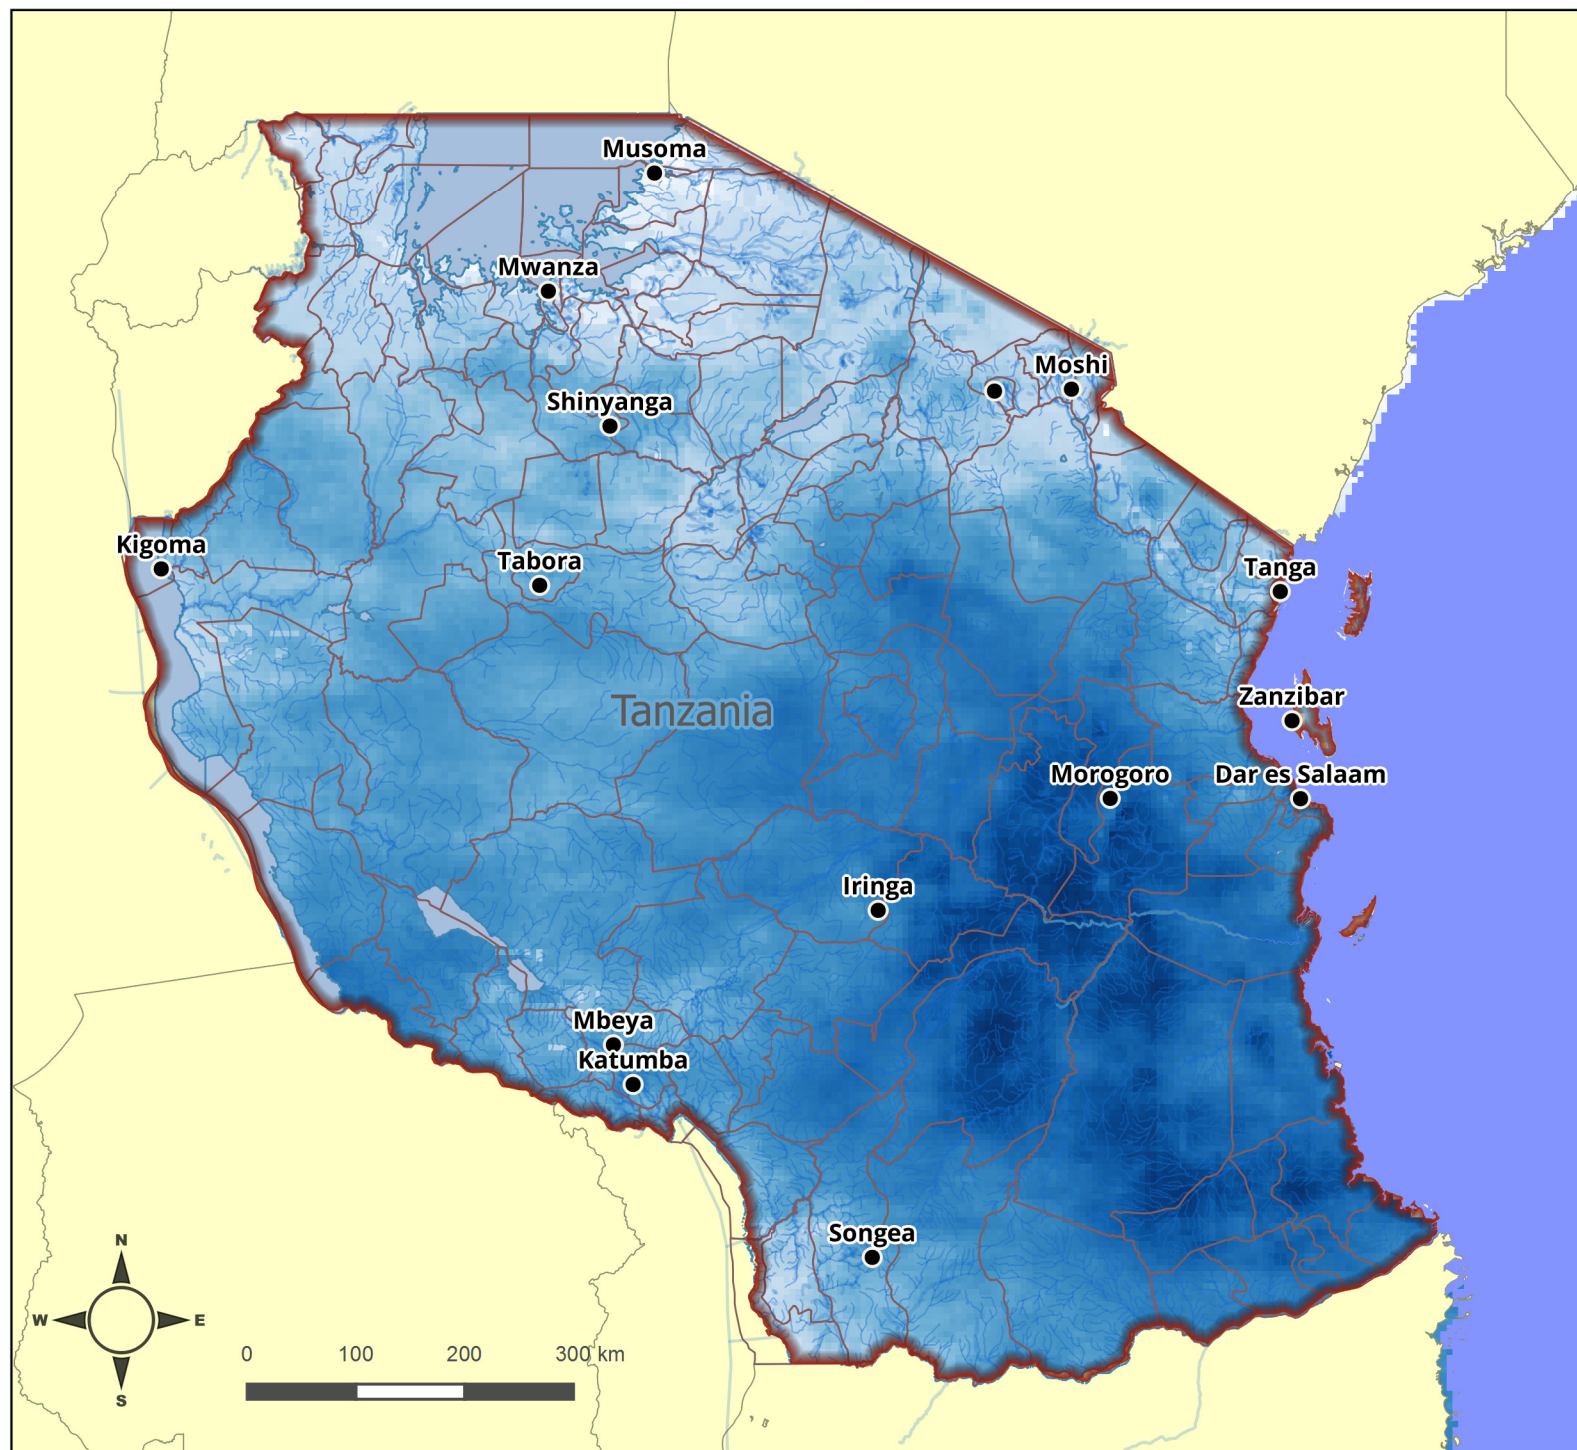 Musoma
Mwanza
Moshi
Shinyanga
Kigoma
Tabora
Tanga
Zanzibar
Tanzania
Morogoro
Dar es Salaam
Iringa
Mbeya
Katumba
Songea
N
W E
S
0 100 200 300 km